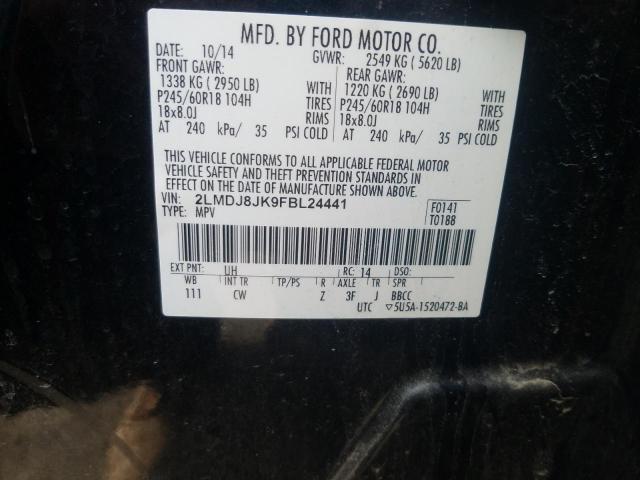 MFD. BY FORD MOTOR CO.
DATE: 10/14 GVWR: 2549 KG ( 5620 LB)
FRONT GAWR: REAR GAWR:
1338 KG ( 2950 LB) WITH 1220 KG ( 2690 LB) WITH
P245/60R18 104H TIRES P245/60R18 104H TIRES
18x8.0J RIMS 18x8.0J RIMS
AT 240 kPa/ 35 PSI COLD AT 240 kPa/ 35 PSI COLD
THIS VEHICLE CONFORMS TO ALL APPLICABLE FEDERAL MOTOR
VEHICLE SAFETY AND THEFT PREVENTION STANDARDS IN
EFFECT ON THE DATE OF MANUFACTURE SHOWN ABOVE.
VIN: 2LMDJ8JK9FBL24441 F0141
TYPE: MPV T0188
EXT PNT: UH RC: 14 DSO:
WB INT TR TP/PS R AXLE TR SPR
111 CW Z 3F J BBCC
UTC ▽5U5A-1520472-BA